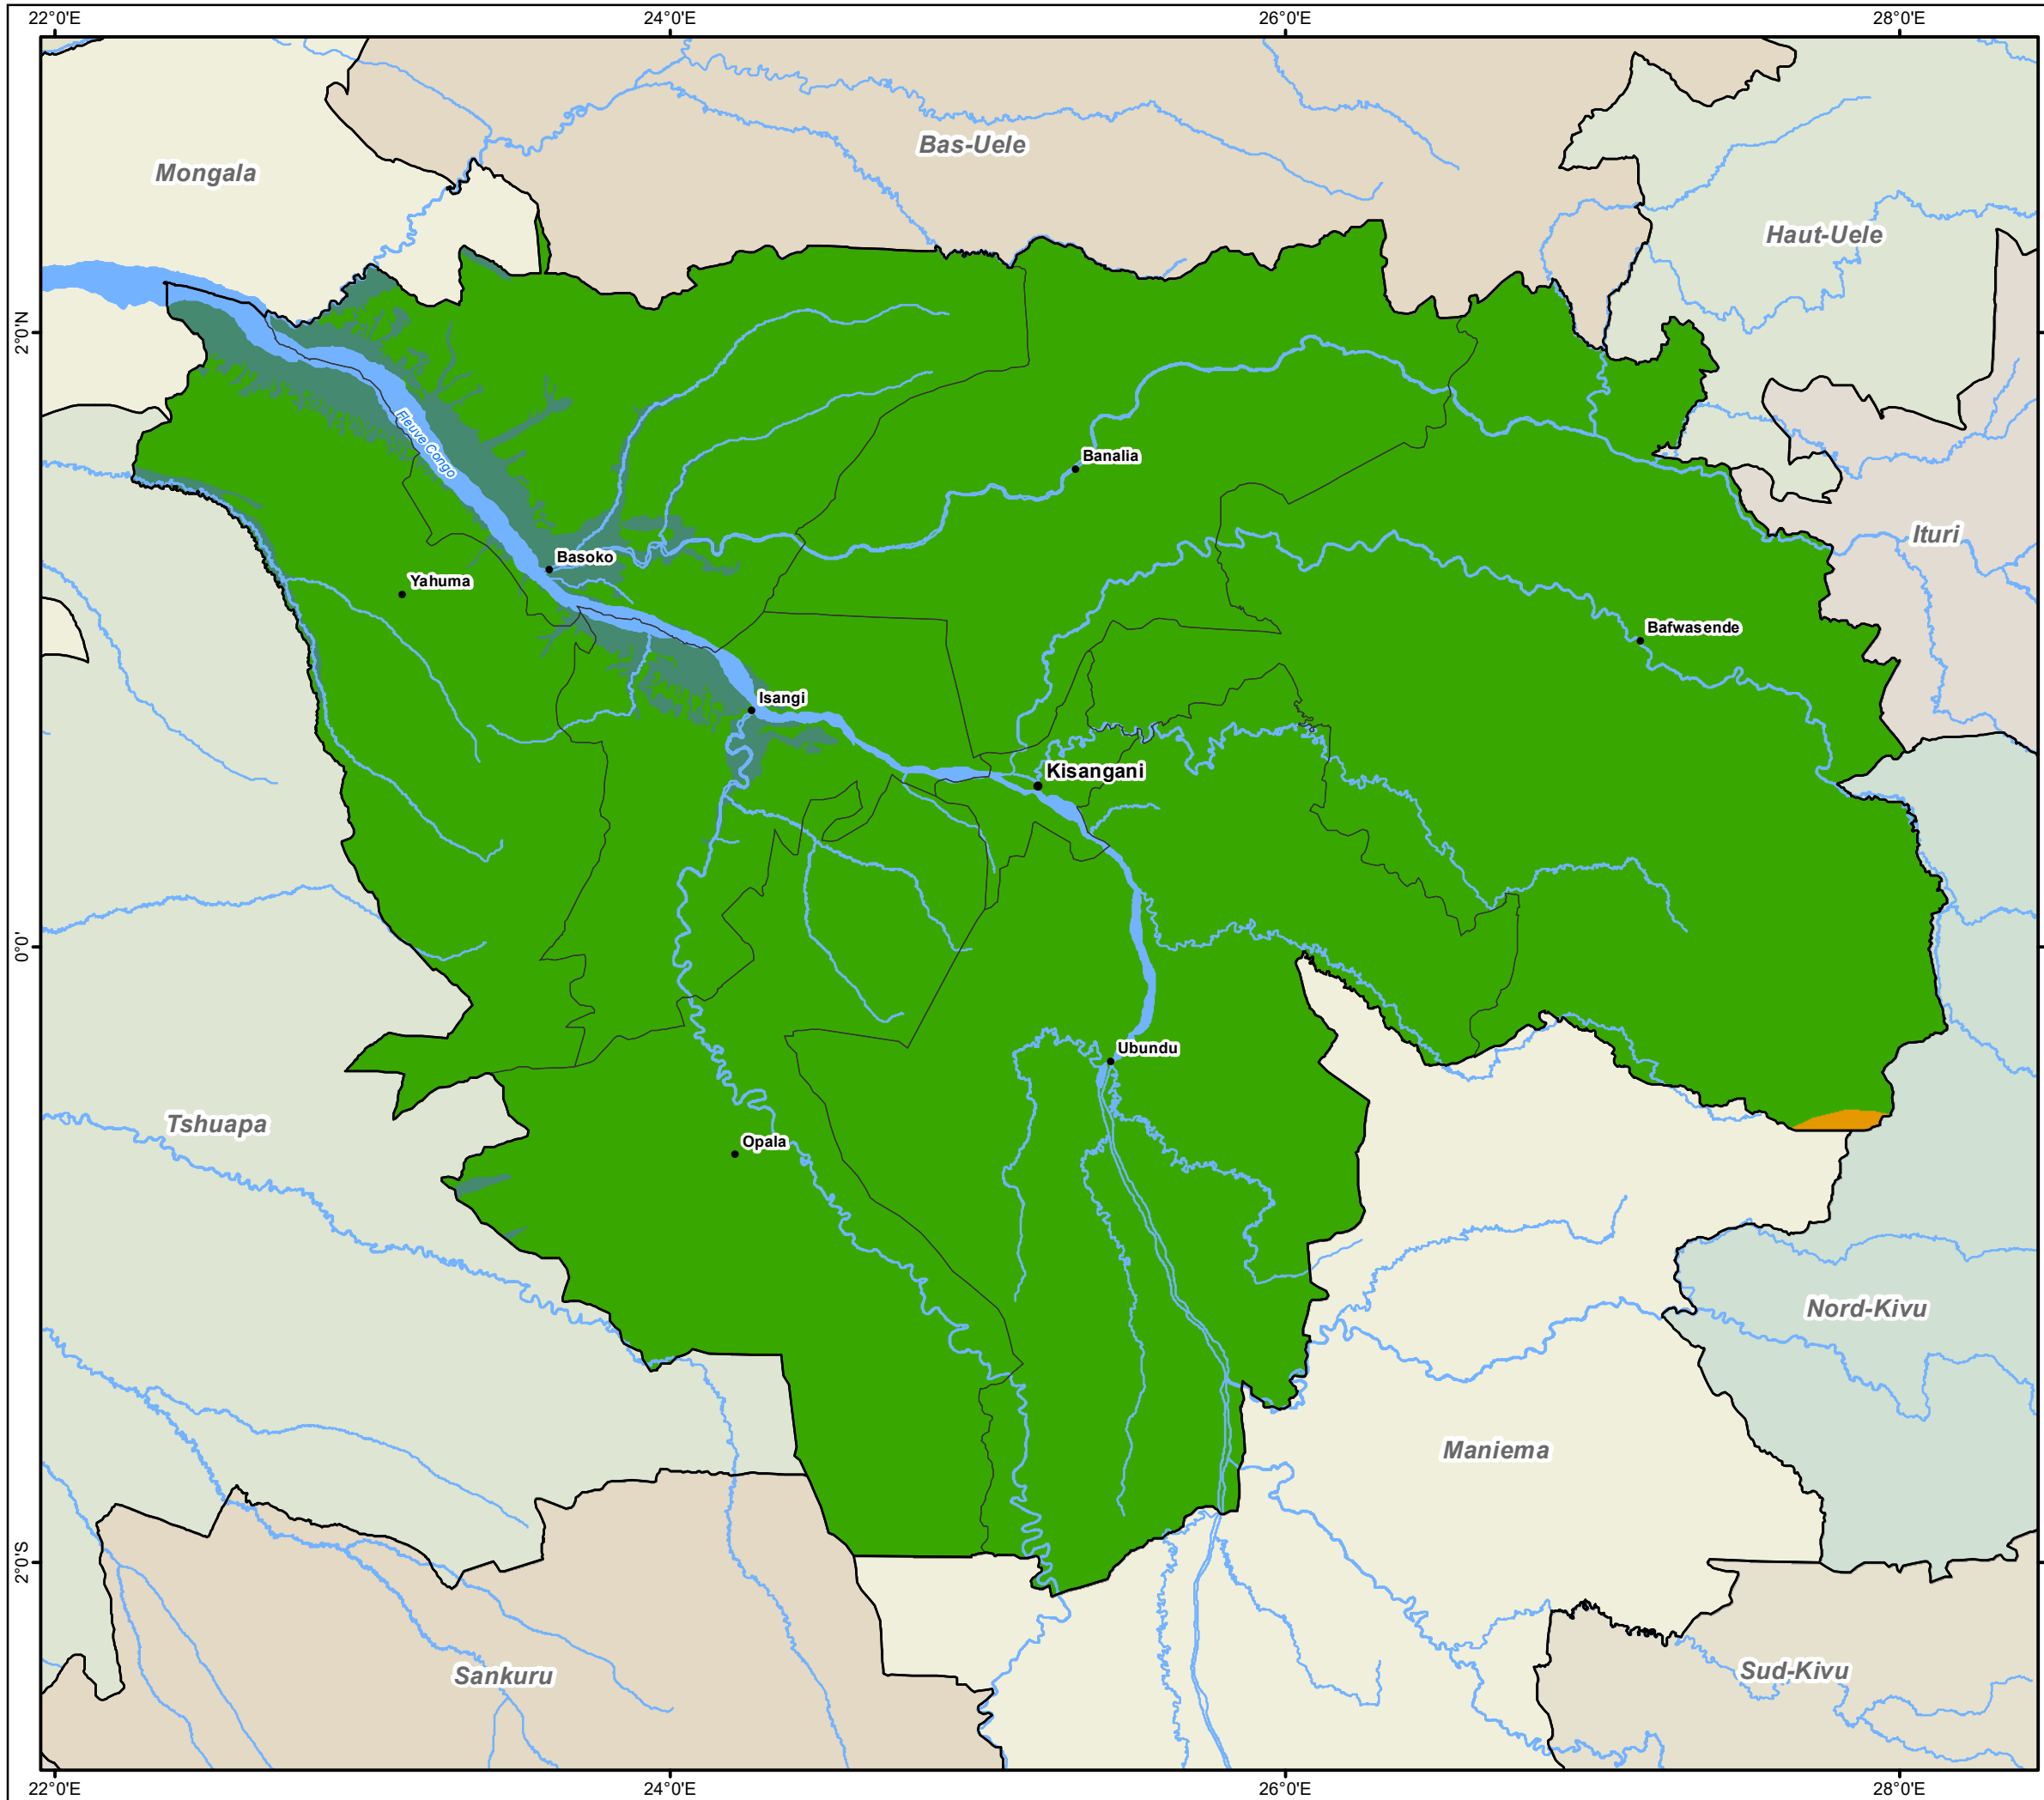 22°0'E
24°0'E
26°0'E
28°0'E
Bas-Uele
Mongala
Haut-Uele
2°0'N
Fleuve Congo
Banalia
Ituri
Basoko
Yahuma
Bafwasende
Isangi
Kisangani
0°0'
Ubundu
Tshuapa
Opala
Nord-Kivu
Maniema
2°0'S
Sankuru
Sud-Kivu
22°0'E
24°0'E
26°0'E
28°0'E